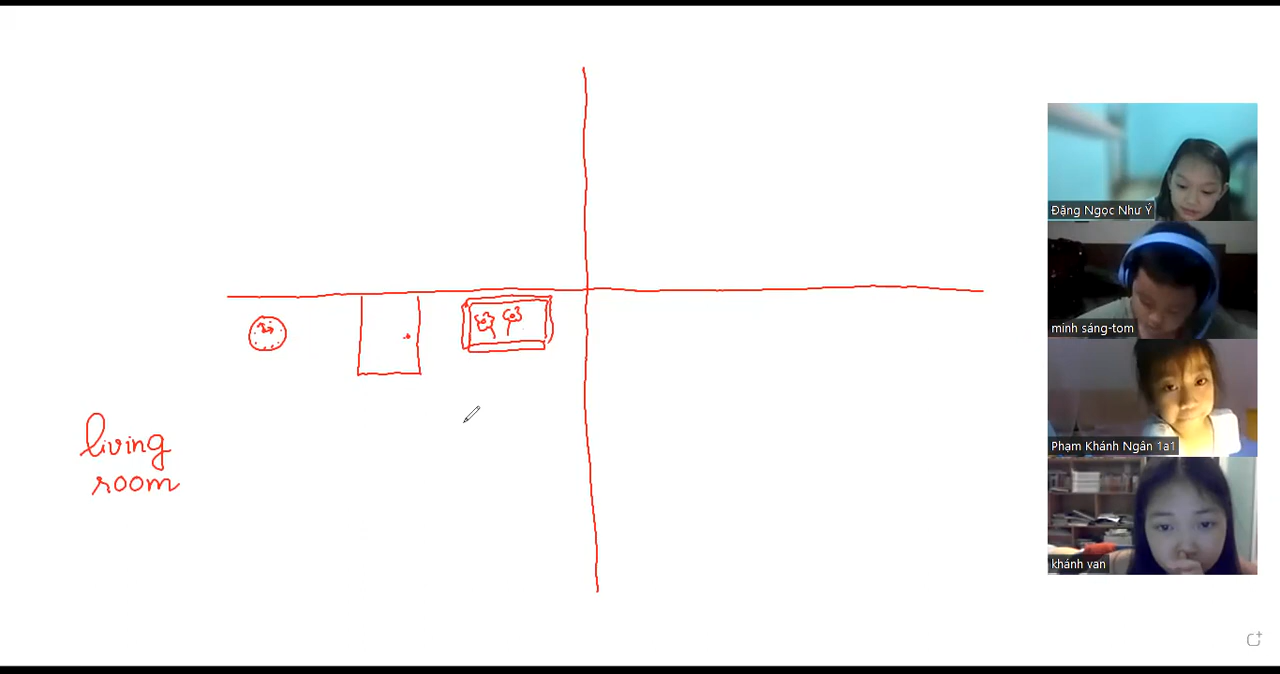 living
room
Đặng Ngọc Như Ý
minh sáng-tom
Phạm Khánh Ngân 1a1
khánh van